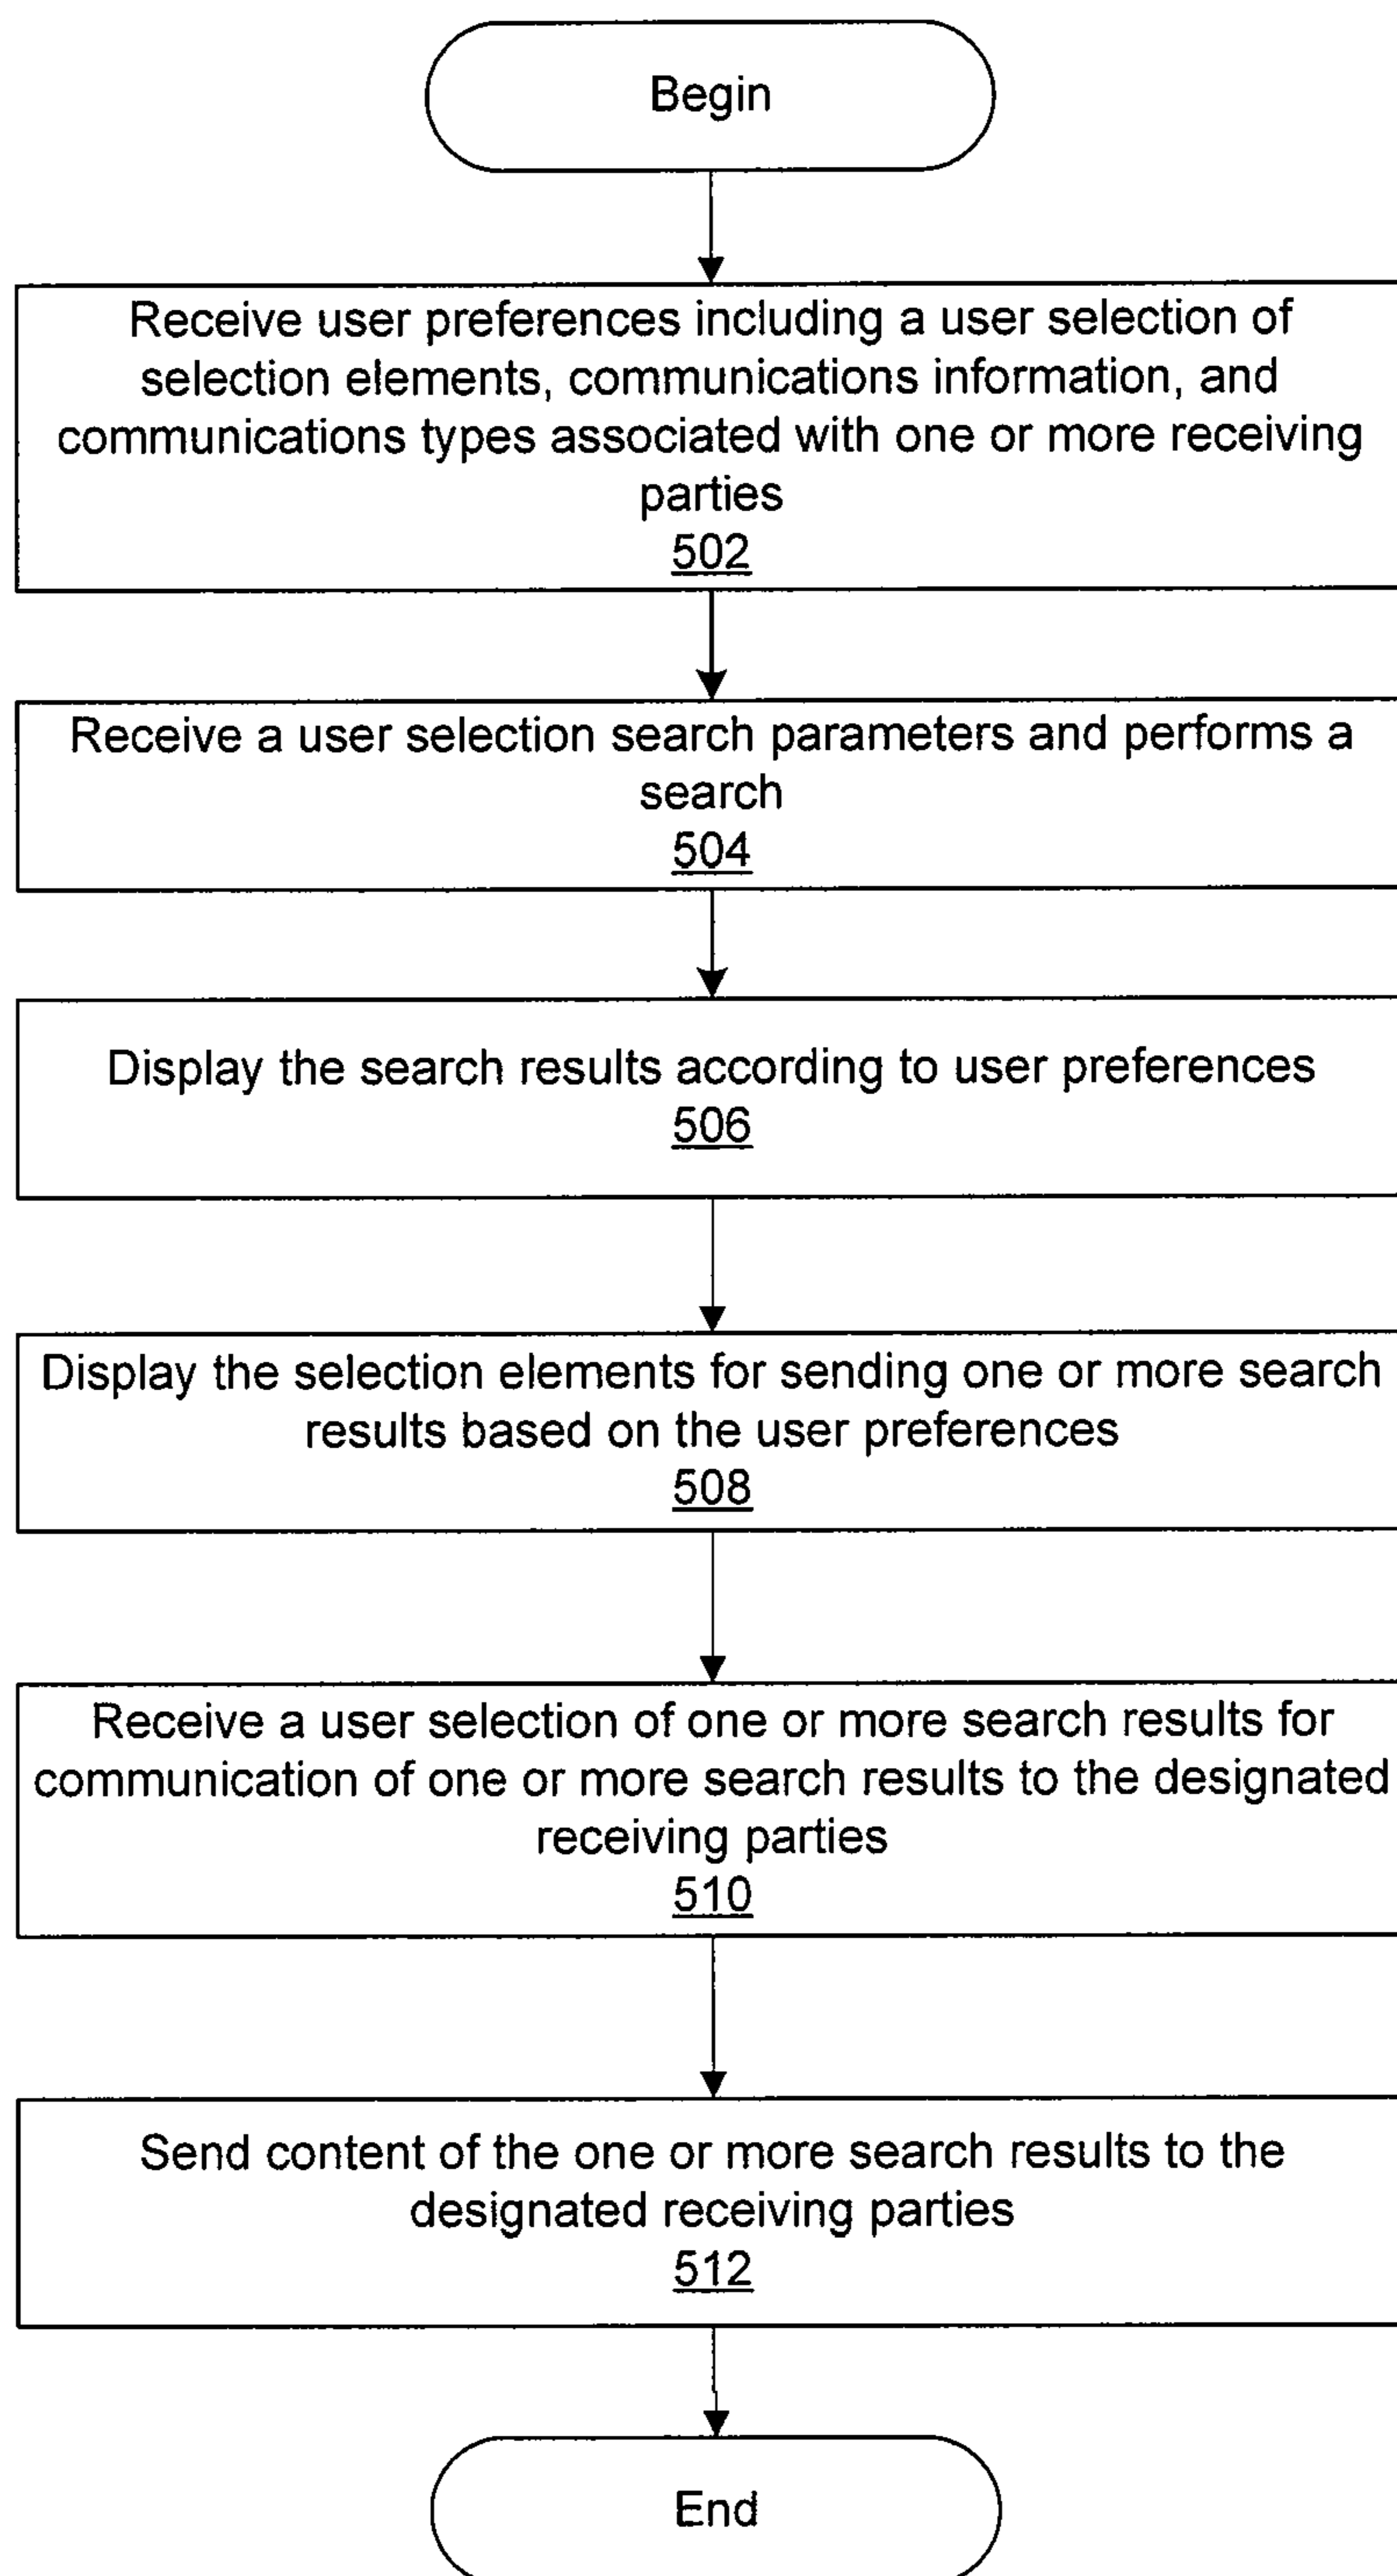 Begin
Receive user preferences including a user selection of
selection elements, communications information, and
communications types associated with one or more receiving
parties
502
Receive a user selection search parameters and performs a
search
504
Display the search results according to user preferences
506
Display the selection elements for sending one or more search
results based on the user preferences
508
Receive a user selection of one or more search results for
communication of one or more search results to the designated
receiving parties
510
Send content of the one or more search results to the
designated receiving parties
512
End